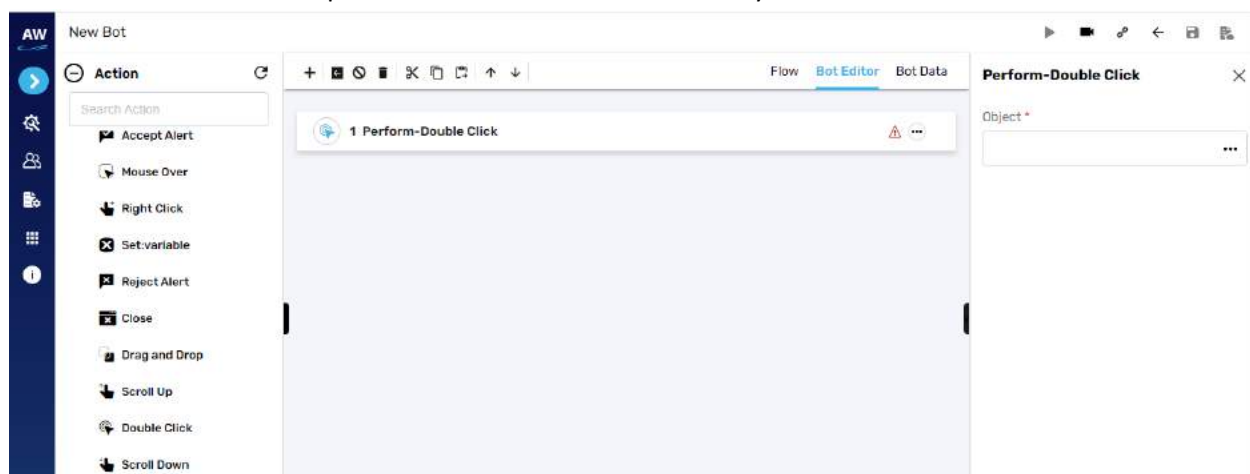 AW
New Bot
Action
Search Action
Accept Alert
Mouse Over
Right Click
Set:variable
Reject Alert
Close
Drag and Drop
Scroll Up
Double Click
Scroll Down
Flow Bot Editor Bot Data
1 Perform-Double Click
Perform-Double Click
Object *